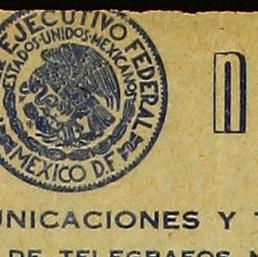 EJECUTIVO FEDERAL
ESTADOS·UNIDOS·MEXICANOS
MEXICO D.F.
UNICACIONES Y
DE TELEGRAFOS